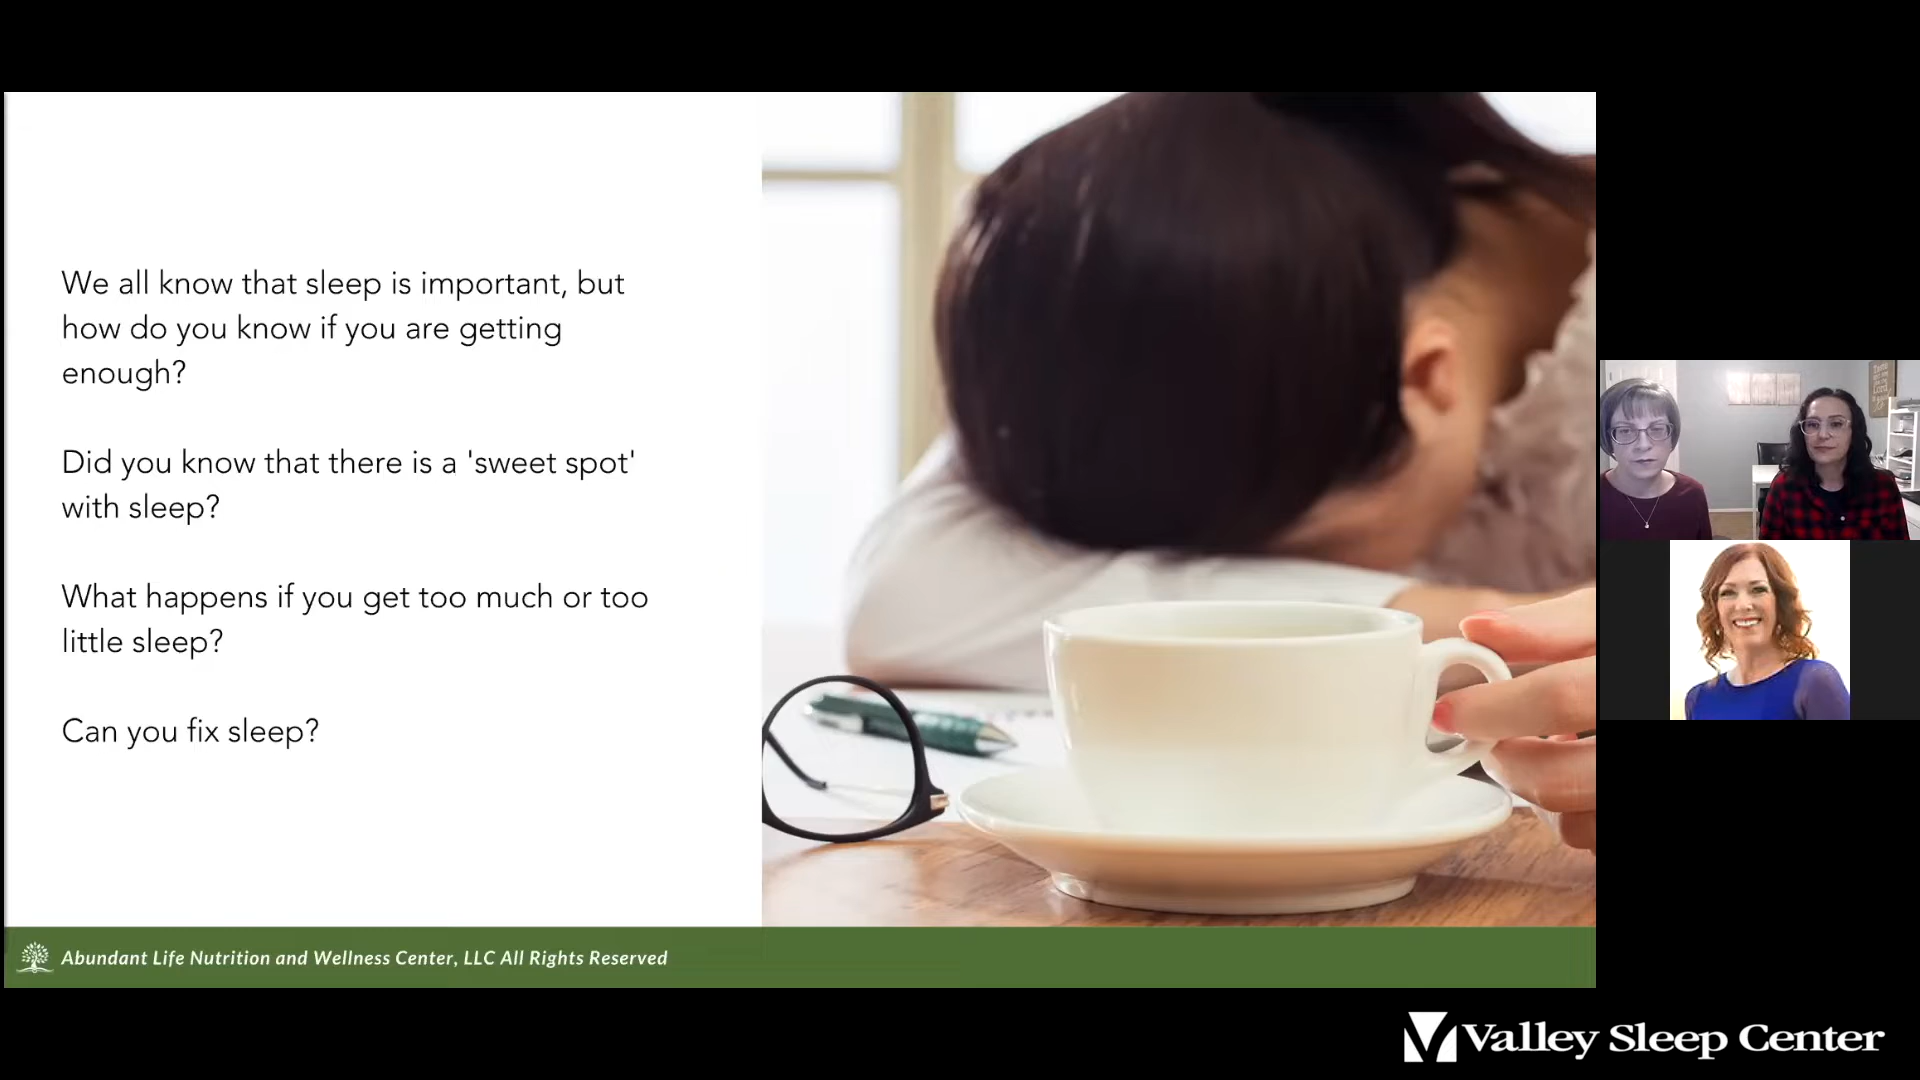 We all know that sleep is important, but
how do you know if you are getting
enough?
Did you know that there is a 'sweet spot'
with sleep?
What happens if you get too much or too
little sleep?
Can you fix sleep?
Abundant Life Nutrition and Wellness Center, LLC All Rights Reserved
Valley Sleep Center